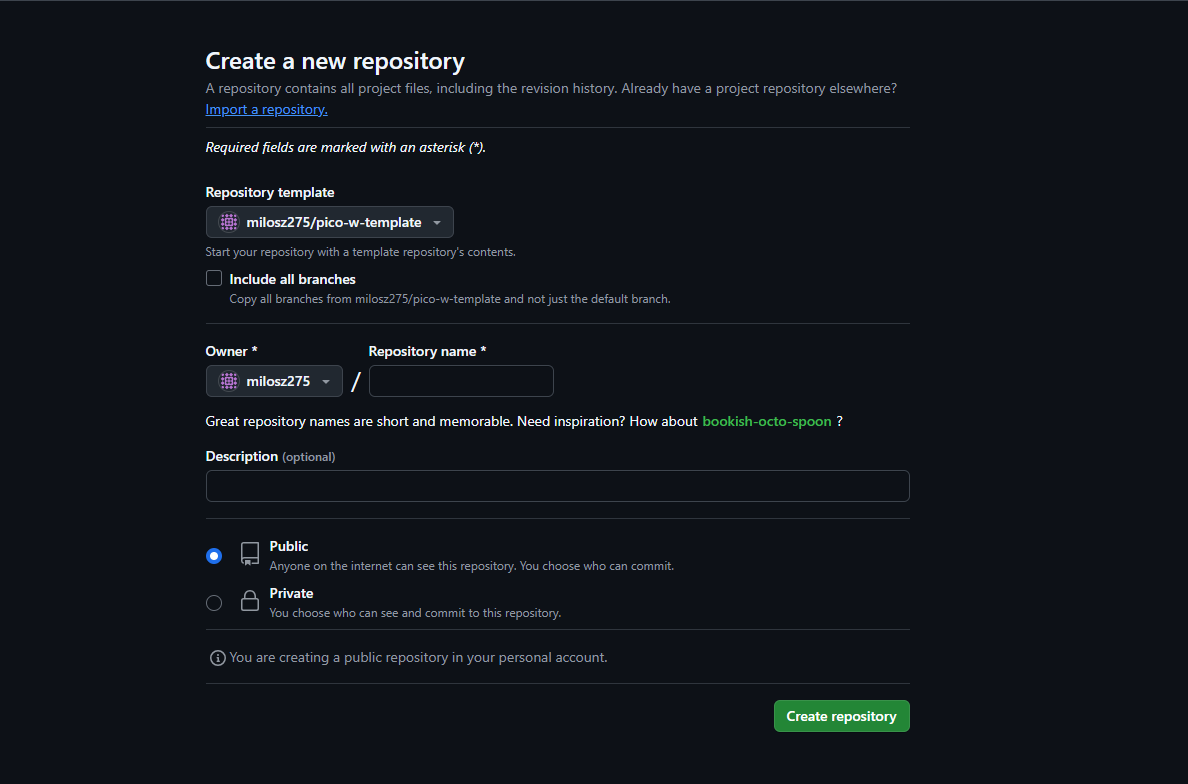 Create a new repository
A repository contains all project files, including the revision history. Already have a project repository elsewhere?
Import a repository.
Required fields are marked with an asterisk (*).
Repository template
milosz275/pico-w-template
Start your repository with a template repository's contents.
Include all branches
Copy all branches from milosz275/pico-w-template and not just the default branch.
Owner * Repository name *
milosz275 /
Great repository names are short and memorable. Need inspiration? How about bookish-octo-spoon ?
Description (optional)
Public
Anyone on the internet can see this repository. You choose who can commit.
Private
You choose who can see and commit to this repository.
You are creating a public repository in your personal account.
Create repository